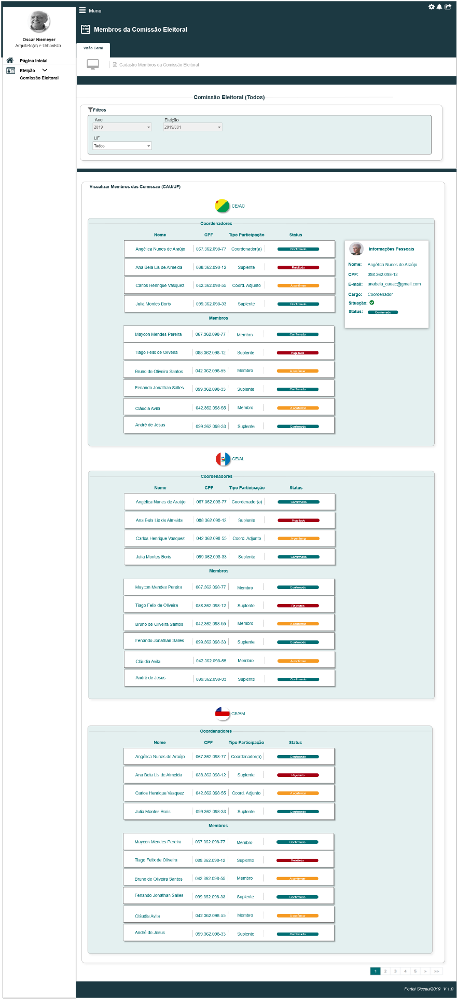 Menu
Oscar Niemeyer
Arquiteto(a) e Urbanista
Página Inicial
Eleição
Comissão Eleitoral
Membros da Comissão Eleitoral
Visão Geral
Cadastro Membros da Comissão Eleitoral
Comissão Eleitoral (Todos)
Filtros
Ano Eleição
2019 2019/001
UF
Todos
Visualizar Membros das Comissão (CAU/UF)
CE/AC
Coordenadores
Nome CPF Tipo Participação Status
Angélica Nunes de Araújo 067.362.098-77 Coordenador(a) Confirmado
Ana Bela Lis de Almeida 088.362.098-12 Suplente Rejeitado
Carlos Henrique Vasquez 042.362.098-55 Coord. Adjunto A confirmar
Julia Montes Boris 099.362.098-33 Suplente Confirmado
Informações Pessoais
Nome: Angélica Nunes de Araújo
CPF: 088.362.098-12
E-mail: anabela_cauac@gmail.com
Cargo: Coordenador
Situação:
Status: Confirmado
Membros
Maycon Mendes Pereira 067.362.098-77 Membro Confirmado
Tiago Felix de Oliveira 088.362.098-12 Suplente Rejeitado
Bruno de Oliveira Santos 042.362.098-55 Membro A confirmar
Fenando Jonathan Salles 099.362.098-33 Suplente Confirmado
Cláudia Avila 042.362.098-55 Membro A confirmar
André de Jesus 099.362.098-33 Suplente Confirmado
CE/AL
Coordenadores
Nome CPF Tipo Participação Status
Angélica Nunes de Araújo 067.362.098-77 Coordenador(a) Confirmado
Ana Bela Lis de Almeida 088.362.098-12 Suplente Rejeitado
Carlos Henrique Vasquez 042.362.098-55 Coord. Adjunto A confirmar
Julia Montes Boris 099.362.098-33 Suplente Confirmado
Membros
Maycon Mendes Pereira 067.362.098-77 Membro Confirmado
Tiago Felix de Oliveira 088.362.098-12 Suplente Rejeitado
Bruno de Oliveira Santos 042.362.098-55 Membro A confirmar
Fenando Jonathan Salles 099.362.098-33 Suplente Confirmado
Cláudia Avila 042.362.098-55 Membro A confirmar
André de Jesus 099.362.098-33 Suplente Confirmado
CE/AM
Coordenadores
Nome CPF Tipo Participação Status
Angélica Nunes de Araújo 067.362.098-77 Coordenador(a) Confirmado
Ana Bela Lis de Almeida 088.362.098-12 Suplente Rejeitado
Carlos Henrique Vasquez 042.362.098-55 Coord. Adjunto A confirmar
Julia Montes Boris 099.362.098-33 Suplente Confirmado
Membros
Maycon Mendes Pereira 067.362.098-77 Membro Confirmado
Tiago Felix de Oliveira 088.362.098-12 Suplente Rejeitado
Bruno de Oliveira Santos 042.362.098-55 Membro A confirmar
Fenando Jonathan Salles 099.362.098-33 Suplente Confirmado
Cláudia Avila 042.362.098-55 Membro A confirmar
André de Jesus 099.362.098-33 Suplente Confirmado
1 2 3 4 5 > >>
Portal Siccau/2019 V 1.0